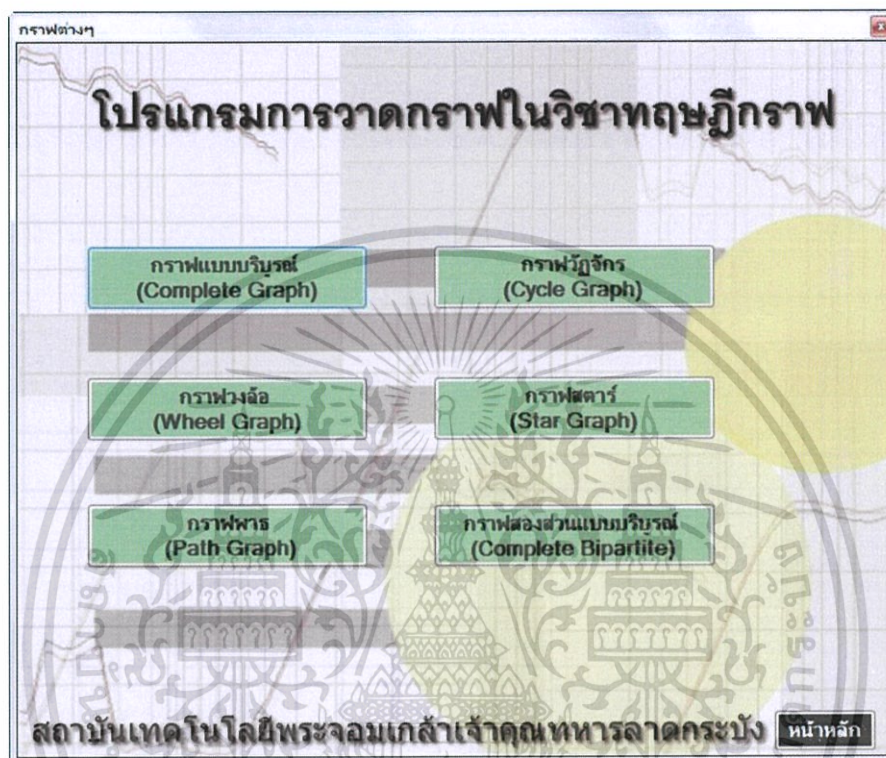 กราฟต่างๆ
โปรแกรมการวาดกราฟในวิชาทฤษฎีกราฟ
กราฟแบบบริบูรณ์
(Complete Graph)
กราฟวัฏจักร
(Cycle Graph)
กราฟวงล้อ
(Wheel Graph)
กราฟสตาร์
(Star Graph)
กราฟพาธ
(Path Graph)
กราฟสองส่วนแบบบริบูรณ์
(Complete Bipartite)
สถาบันเทคโนโลยีพระจอมเกล้าเจ้าคุณทหารลาดกระบัง
หน้าหลัก